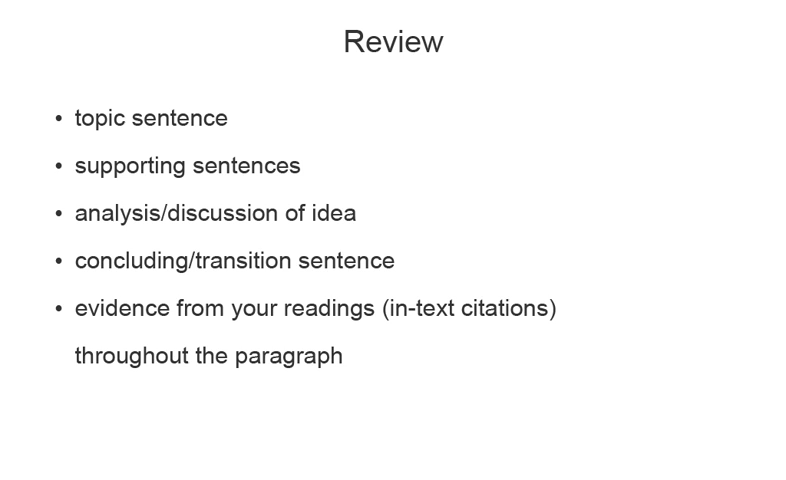 Review
• topic sentence
• supporting sentences
• analysis/discussion of idea
• concluding/transition sentence
• evidence from your readings (in-text citations)
throughout the paragraph